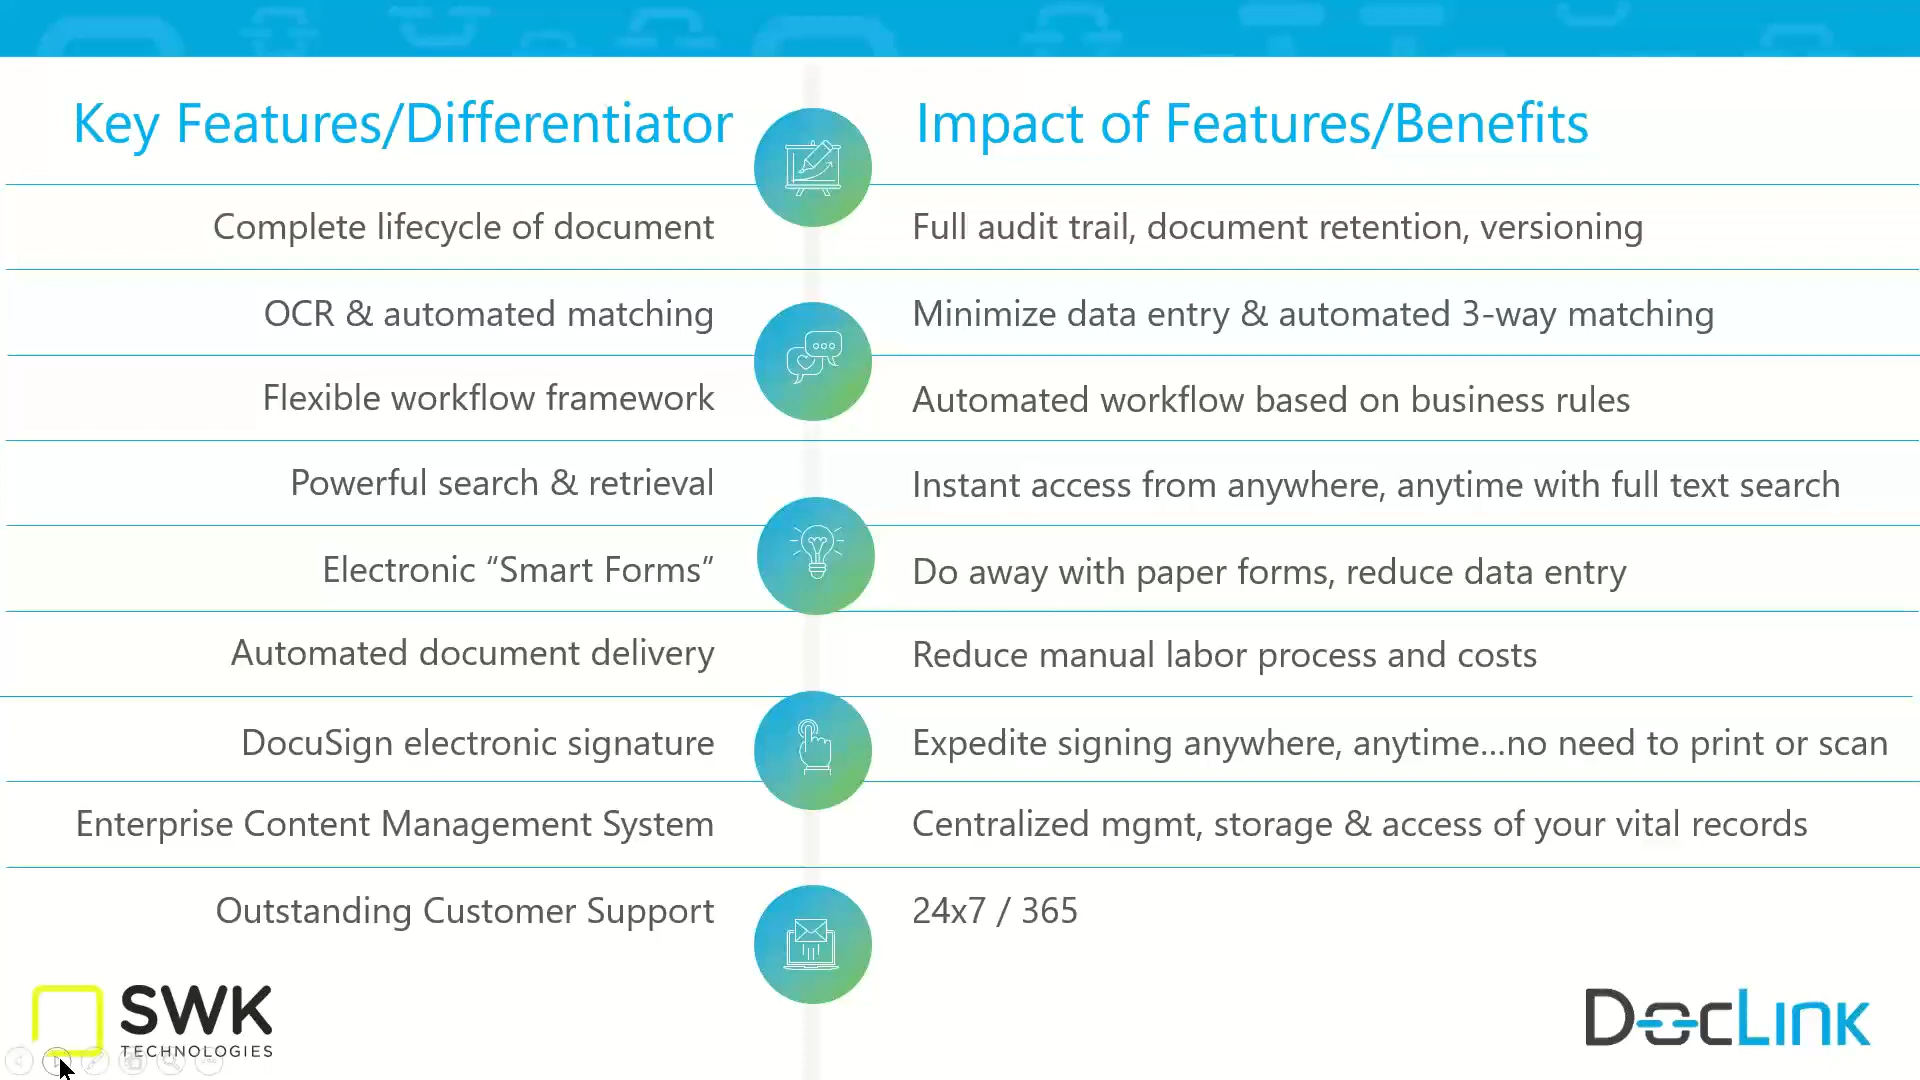 Key Features/Differentiator
Impact of Features/Benefits
Complete lifecycle of document
Full audit trail, document retention, versioning
OCR & automated matching
Minimize data entry & automated 3-way matching
Flexible workflow framework
Automated workflow based on business rules
Powerful search & retrieval
Instant access from anywhere, anytime with full text search
Electronic “Smart Forms”
Do away with paper forms, reduce data entry
Automated document delivery
Reduce manual labor process and costs
DocuSign electronic signature
Expedite signing anywhere, anytime...no need to print or scan
Enterprise Content Management System
Centralized mgmt, storage & access of your vital records
Outstanding Customer Support
24x7 / 365
SWK
TECHNOLOGIES
DocLink